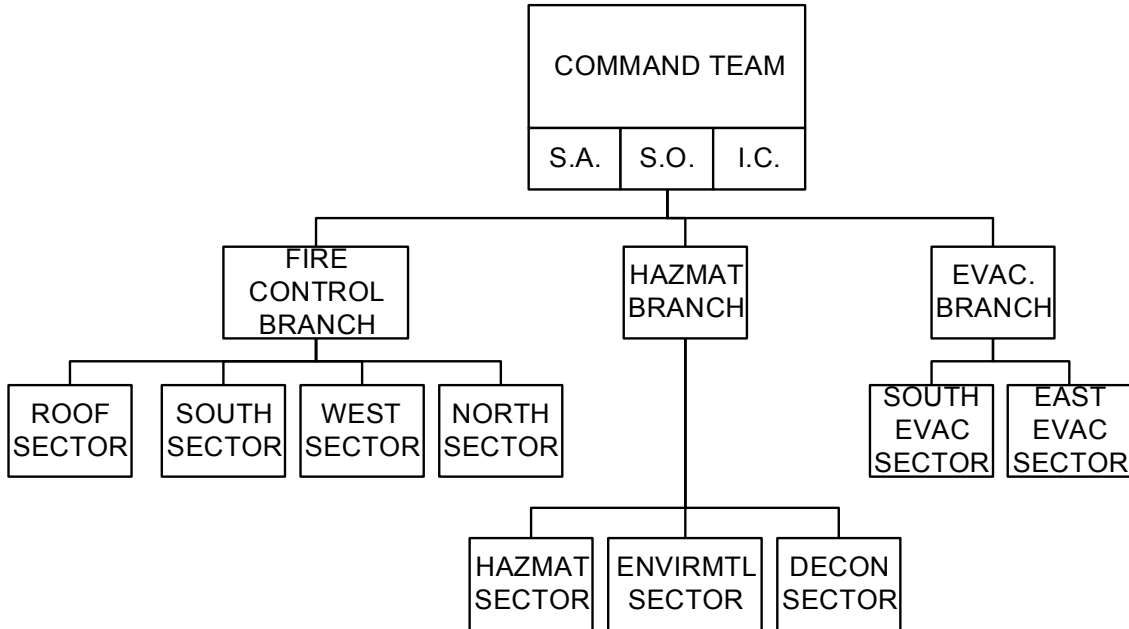 COMMAND TEAM
S.A.
S.O.
I.C.
FIRE
CONTROL
BRANCH
HAZMAT
BRANCH
EVAC.
BRANCH
ROOF
SECTOR
SOUTH
SECTOR
WEST
SECTOR
NORTH
SECTOR
SOUTH
EVAC
SECTOR
EAST
EVAC
SECTOR
HAZMAT
SECTOR
ENVIRMTL
SECTOR
DECON
SECTOR